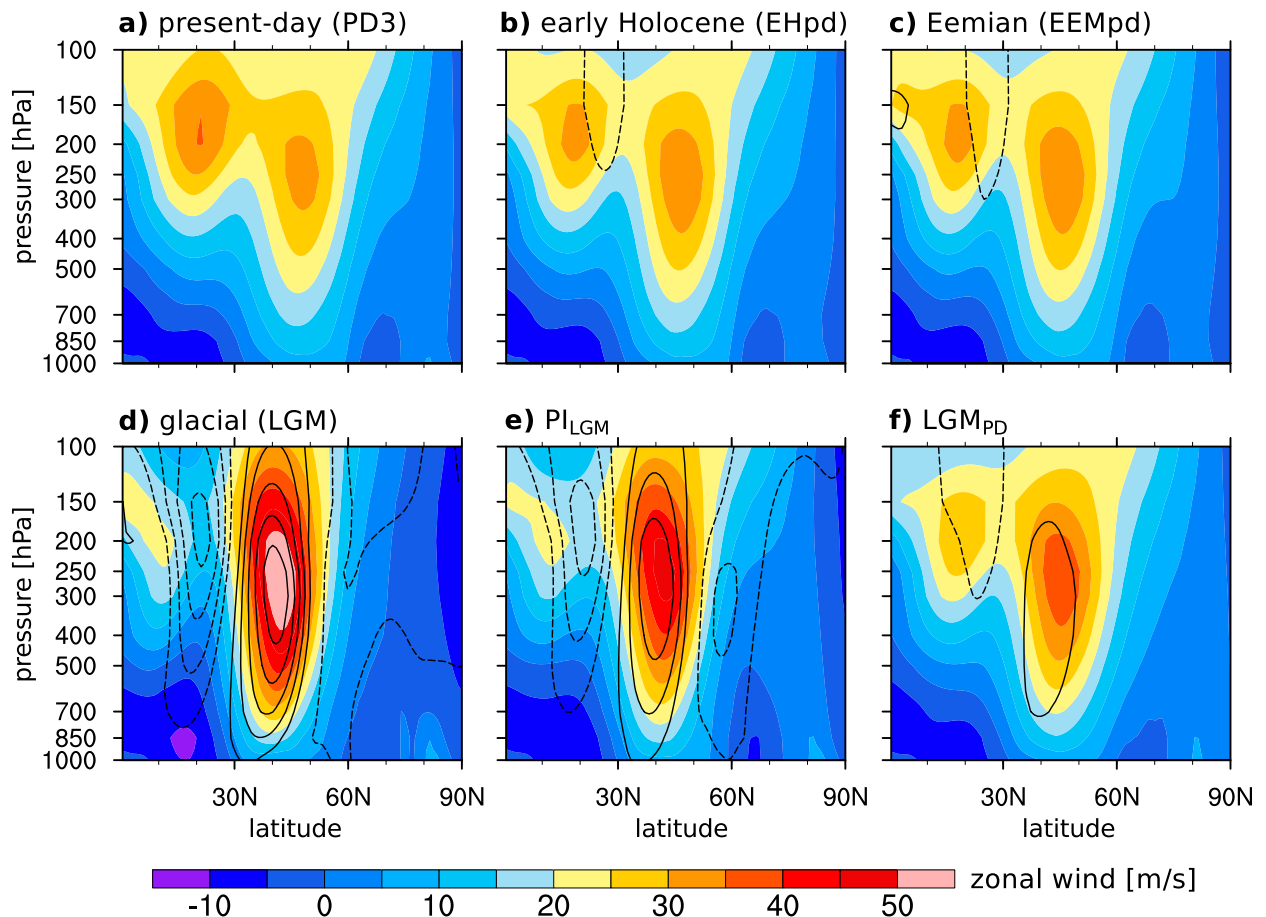 a) present-day (PD3)
b) early Holocene (EHpd)
c) Eemian (EEMpd)
pressure [hPa]
100
150
200
250
300
400
500
700
850
1000
d) glacial (LGM)
e) PI_LGM
f) LGM_PD
pressure [hPa]
100
150
200
250
300
400
500
700
850
1000
30N 60N 90N
30N 60N 90N
30N 60N 90N
latitude
latitude
latitude
-10 0 10 20 30 40 50
zonal wind [m/s]